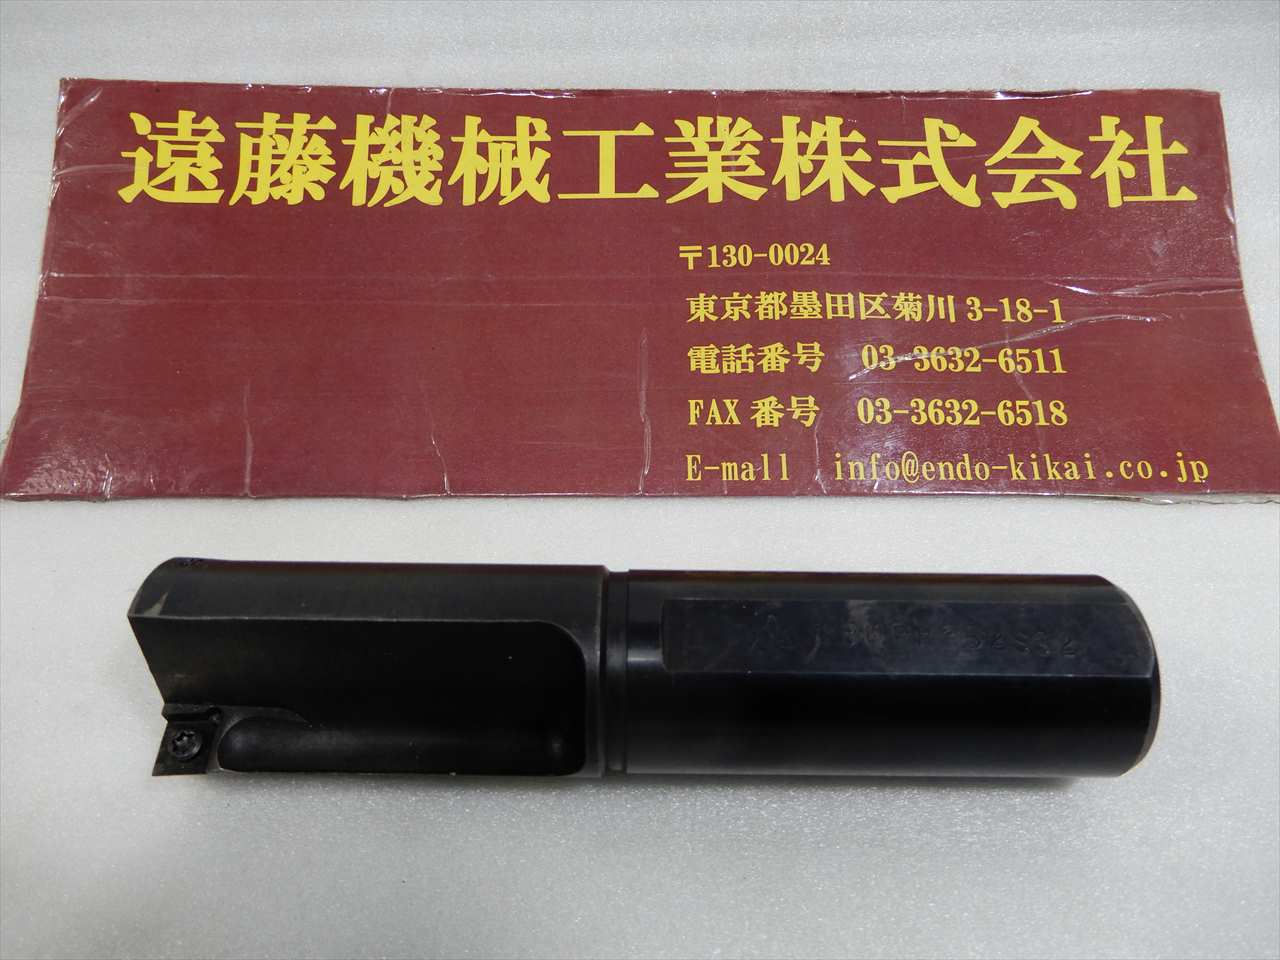 遠藤機械工業株式会社
〒130-0024
東京都墨田区菊川 3-18-1
電話番号 03-3632-6511
FAX 番号 03-3632-6518
E-mall info@endo-kikai.co.jp